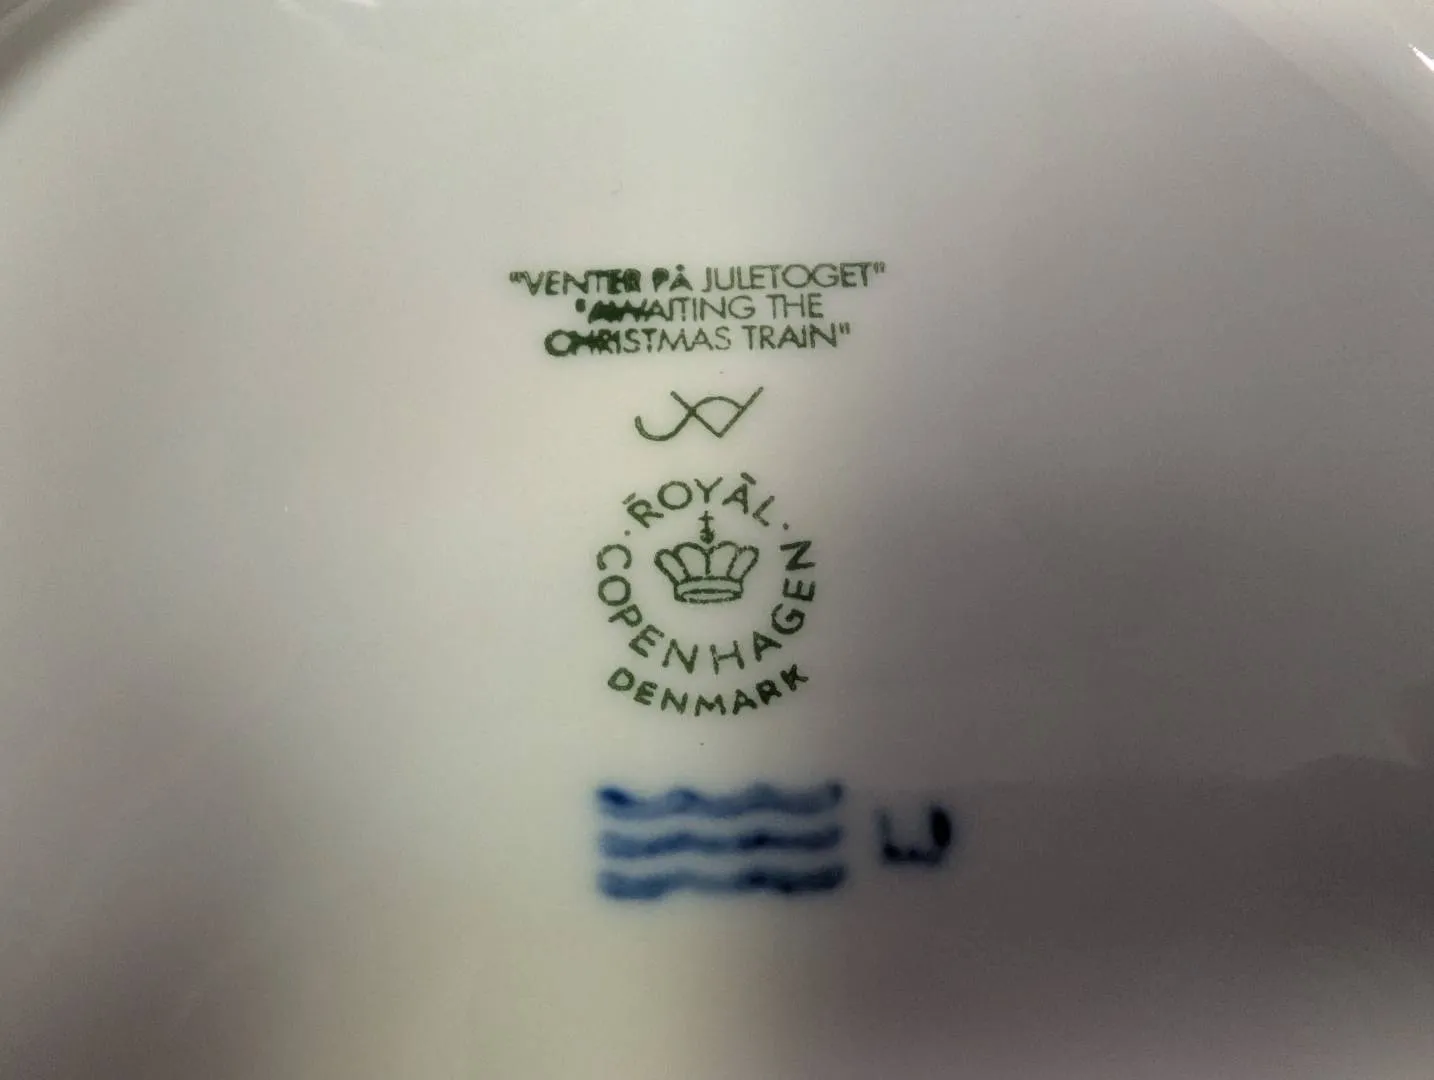 "VENTER PÅ JULETOGET"
"AWAITING THE
CHRISTMAS TRAIN"
ROYAL
COPENHAGEN
DENMARK